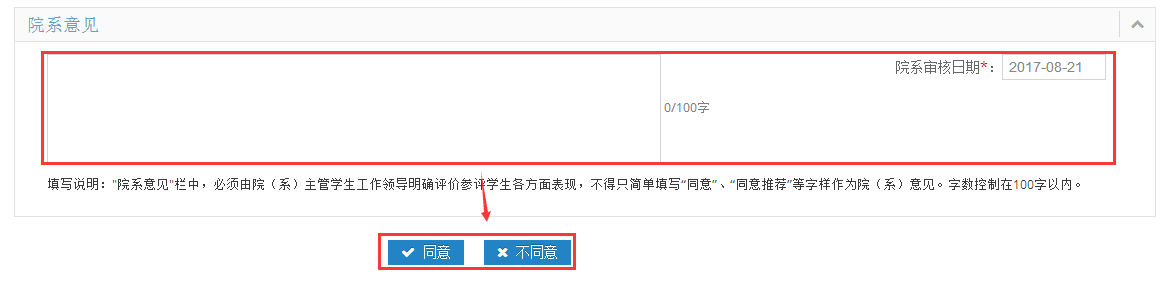 院系意见
院系审核日期*： 2017-08-21
0/100字
填写说明："院系意见"栏中，必须由院（系）主管学生工作领导明确评价参评学生各方面表现，不得只简单填写“同意”、“同意推荐”等字样作为院（系）意见。字数控制在100字以内。
同意 不同意